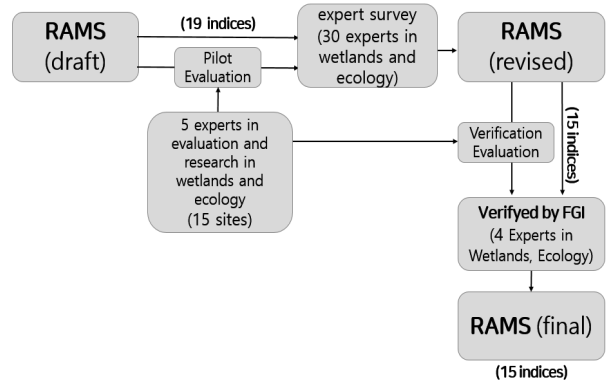 RAMS
(draft)
(19 indices)
Pilot
Evaluation
expert survey
(30 experts in
wetlands and
ecology)
RAMS
(revised)
5 experts in
evaluation and
research in
wetlands and
ecology
(15 sites)
Verification
Evaluation
(15 indices)
Verifyed by FGI
(4 Experts in
Wetlands, Ecology)
RAMS (final)
(15 indices)